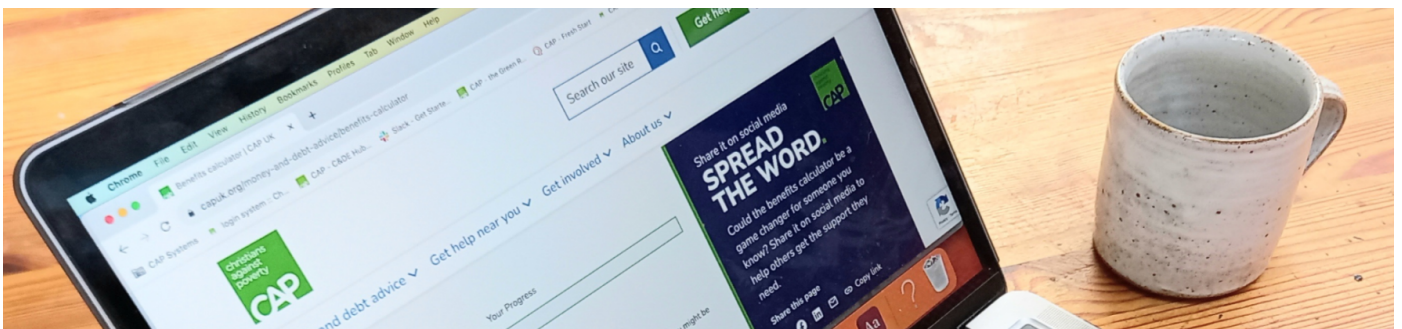 Chrome File Edit View History Bookmarks Profiles Tab Window Help
Benefits calculator | CAP UK × +
capuk.org/money-and-debt-advice/benefits-calculator
CAP Systems login system : Ch... CAP - C&DE Hub... Slack - Get Starte... CAP - the Green R... CAP - Fresh Start
Search our site
Get help
christians
against
poverty
CAP
and debt advice Get help near you Get involved About us
Your Progress
might be
Share it on social media
CAP
SPREAD
THE WORD.
Could the benefits calculator be a
game changer for someone you
know? Share it on social media to
help others get the support they
need.
Share this page
Copy link
Aa